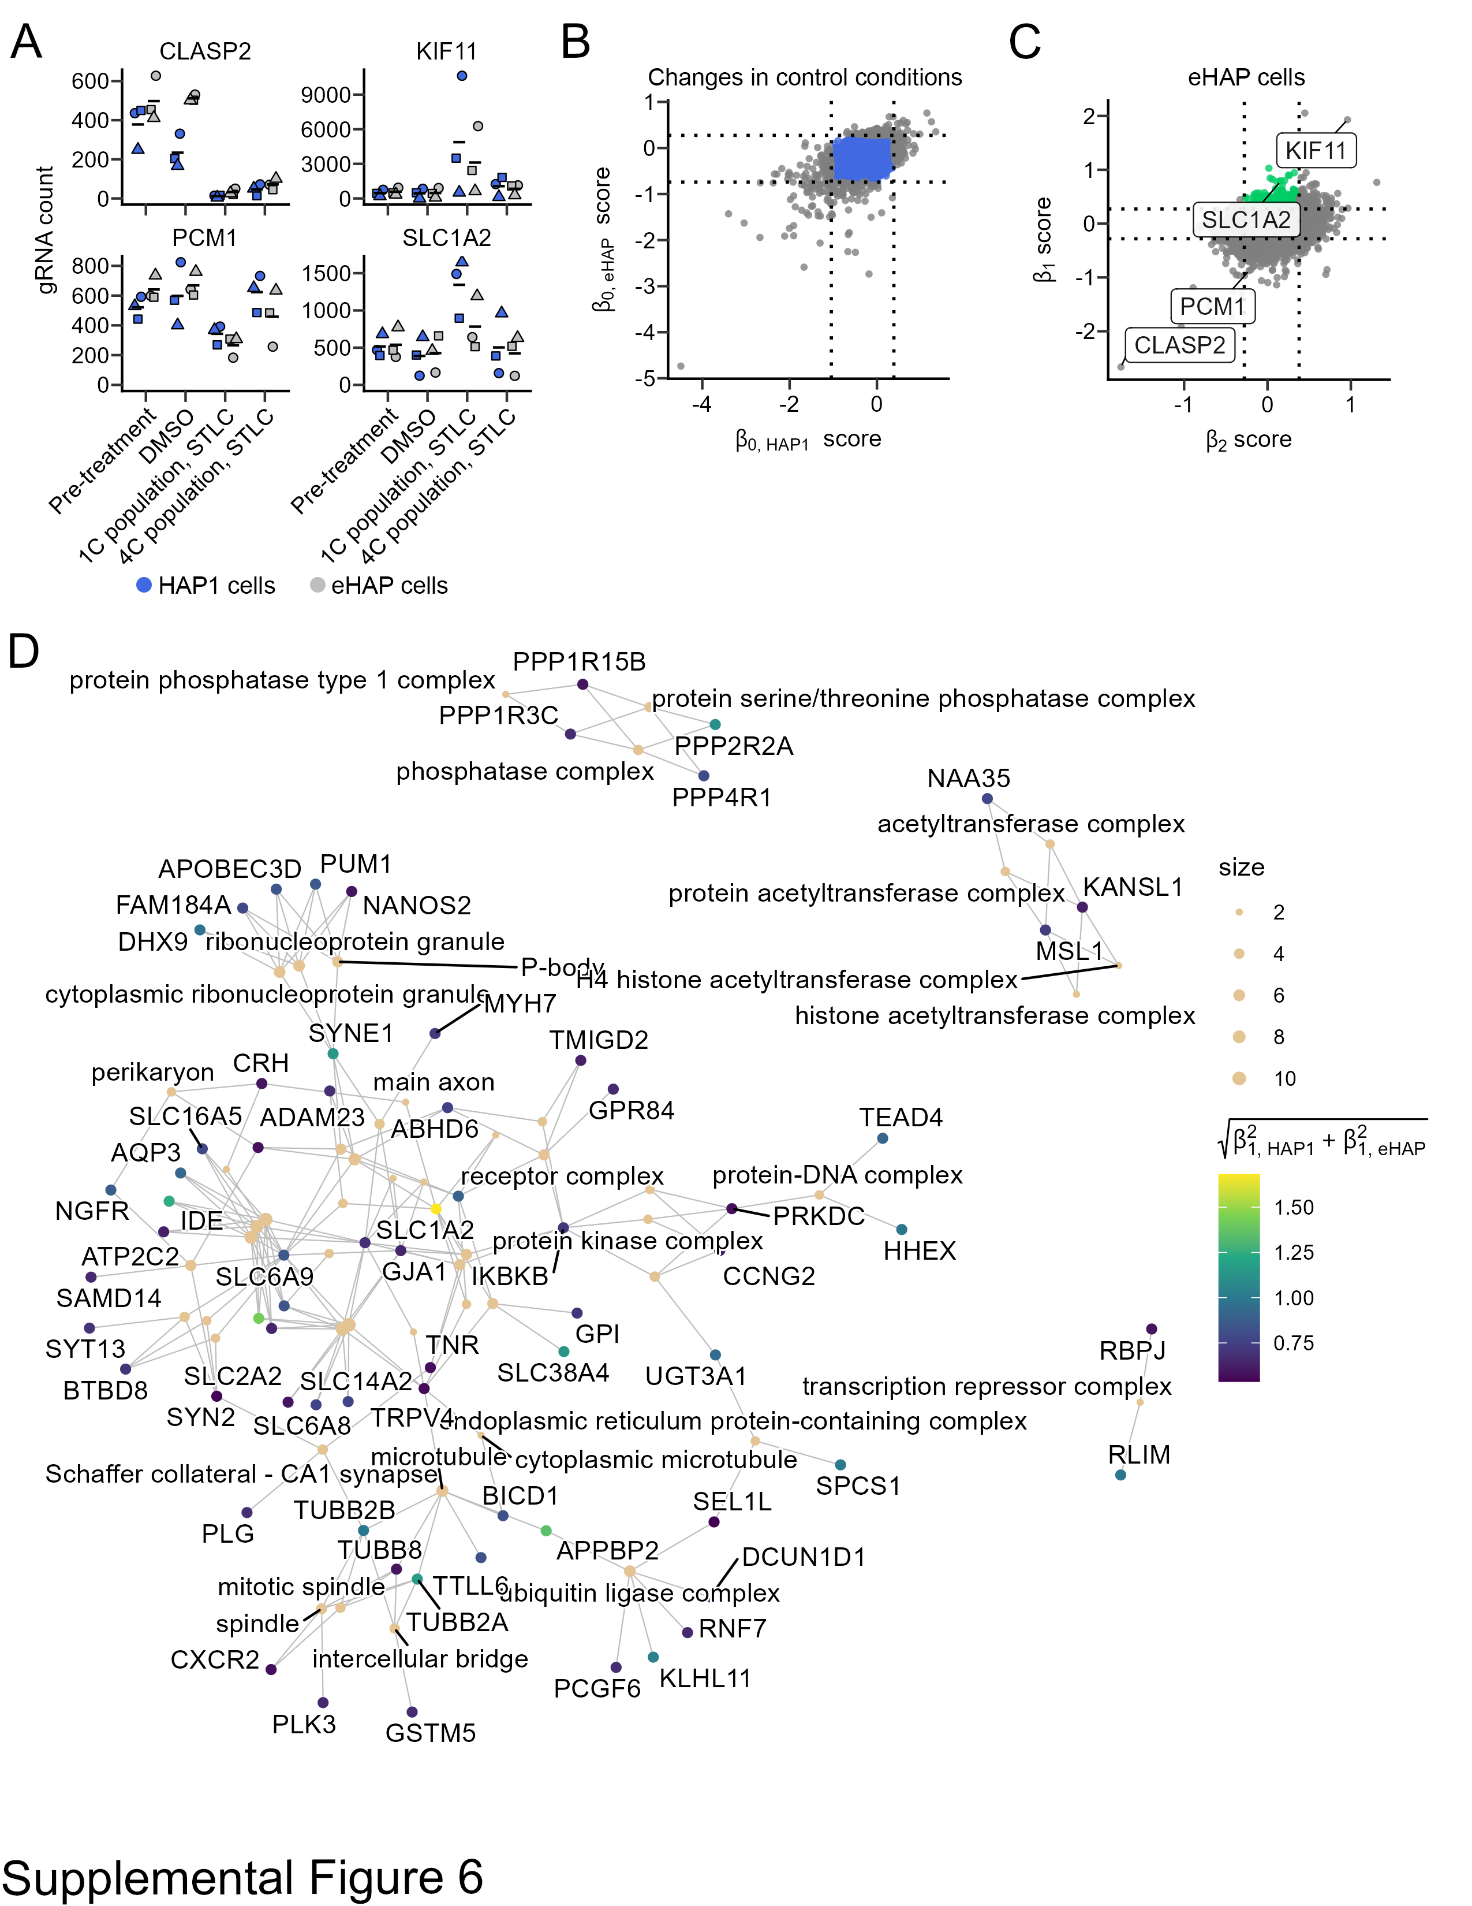 A
CLASP2
KIF11
600
400
200
0
9000
6000
3000
0
gRNA count
PCM1
SLC1A2
800
600
400
200
0
1500
1000
500
0
Pre-treatment
DMSO
1C population, STLC
4C population, STLC
Pre-treatment
DMSO
1C population, STLC
4C population, STLC
HAP1 cells
eHAP cells
B
Changes in control conditions
1
0
-1
-2
-3
-4
-5
β0, eHAP score
-4
-2
0
β0, HAP1 score
C
eHAP cells
2
1
0
-1
-2
β1 score
KIF11
SLC1A2
PCM1
CLASP2
-1
0
1
β2 score
D
PPP1R15B
protein phosphatase type 1 complex
protein serine/threonine phosphatase complex
PPP1R3C
PPP2R2A
phosphatase complex
PPP4R1
NAA35
acetyltransferase complex
protein acetyltransferase complex
KANSL1
MSL1
H4 histone acetyltransferase complex
histone acetyltransferase complex
APOBEC3D
PUM1
FAM184A
NANOS2
DHX9
ribonucleoprotein granule
P-body
cytoplasmic ribonucleoprotein granule
MYH7
SYNE1
TMIGD2
perikaryon
CRH
main axon
SLC16A5
ADAM23
ABHD6
GPR84
TEAD4
AQP3
receptor complex
protein-DNA complex
NGFR
IDE
SLC1A2
PRKDC
ATP2C2
protein kinase complex
HHEX
SLC6A9
GJA1
IKBKB
CCNG2
SAMD14
SYT13
GPI
TNR
BTBD8
SLC2A2
SLC14A2
SLC38A4
UGT3A1
RBPJ
transcription repressor complex
SYN2
SLC6A8
TRPV4
endoplasmic reticulum protein-containing complex
microtubule
cytoplasmic microtubule
RLIM
Schaffer collateral - CA1 synapse
SPCS1
TUBB2B
BICD1
SEL1L
PLG
TUBB8
APPBP2
DCUN1D1
mitotic spindle
TTLL6
ubiquitin ligase complex
spindle
TUBB2A
RNF7
CXCR2
intercellular bridge
PCGF6
KLHL11
PLK3
GSTM5
size
2
4
6
8
10
√β²1, HAP1 + β²1, eHAP
1.50
1.25
1.00
0.75
Supplemental Figure 6